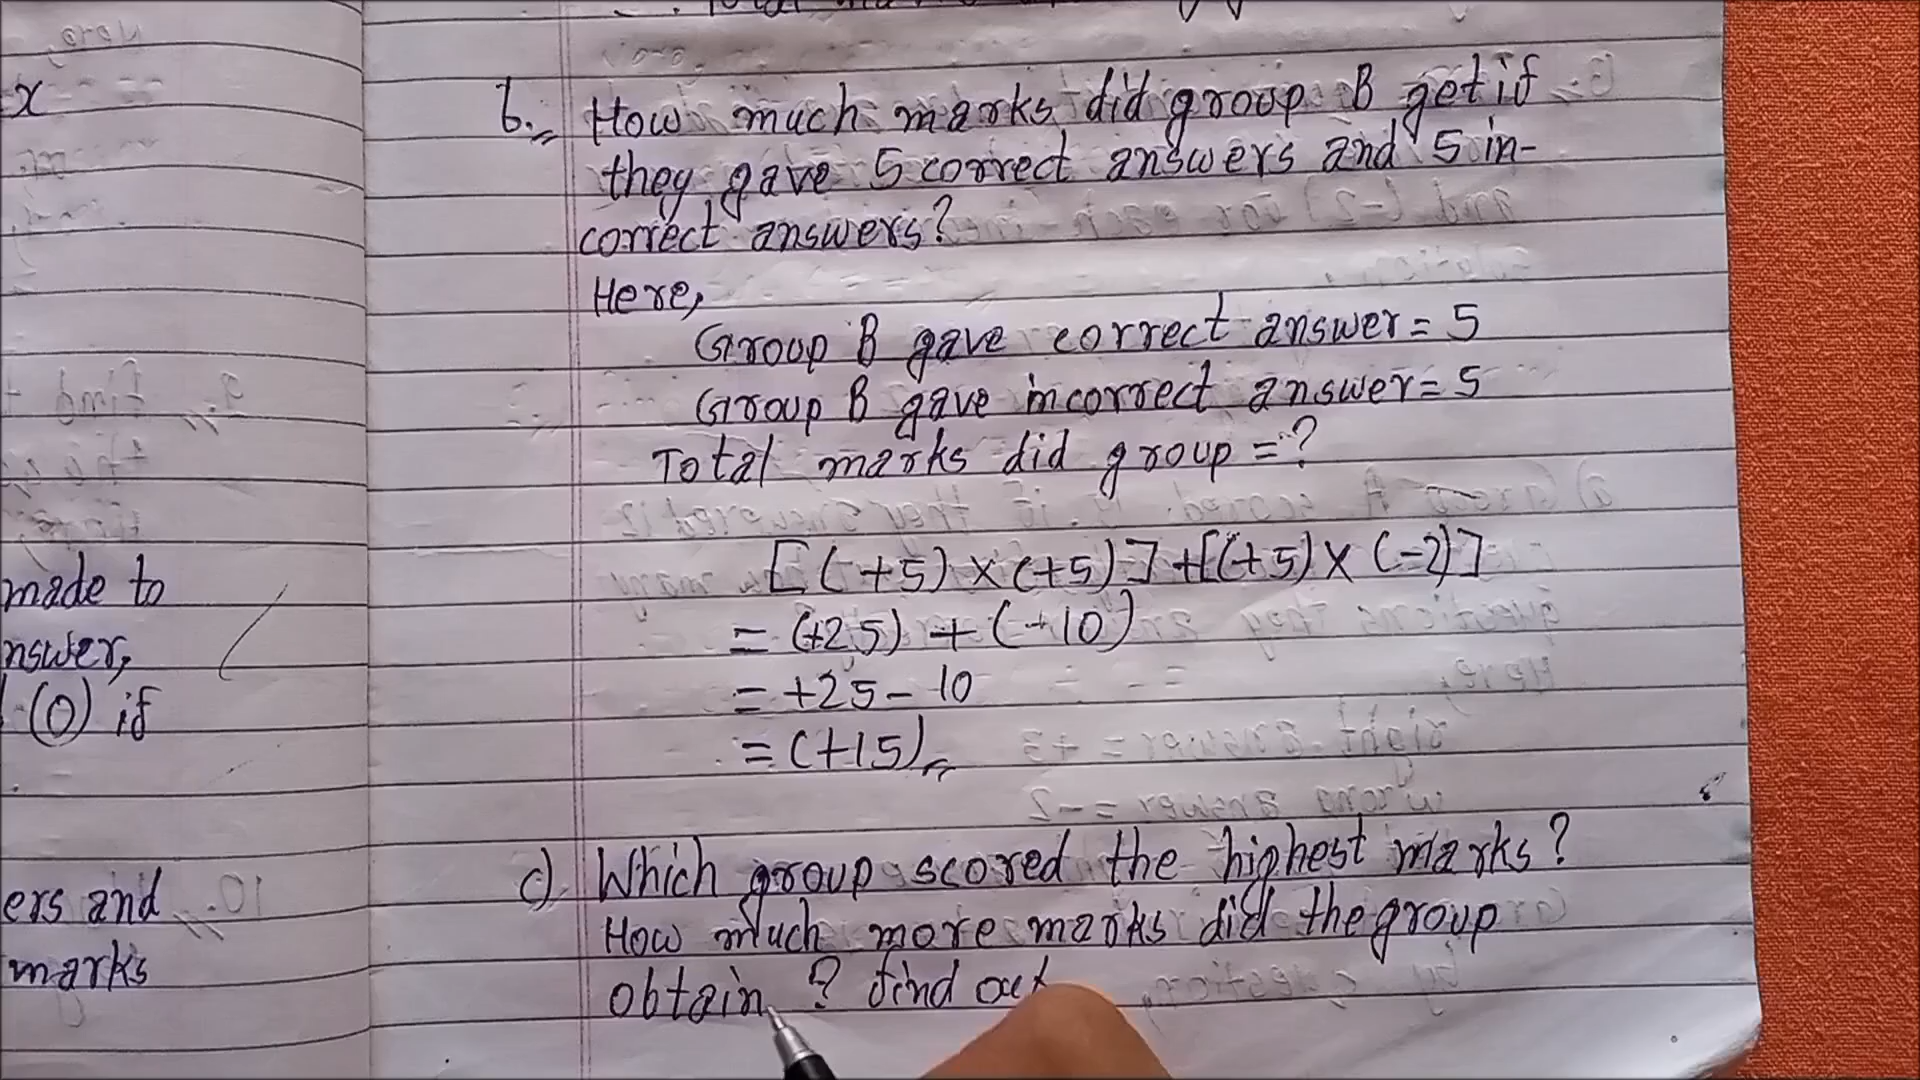 x
made to
nswer,
(0) if
ers and
marks
b. How much marks did group B get if
they gave 5 correct answers and 5 in-
correct answers?
Here,
Group B gave correct answer = 5
Group B gave incorrect answer = 5
Total marks did group = ?
[(+5) × (+5)] + [(+5) × (-2)]
= (+25) + (-10)
= +25 - 10
= (+15)
c) Which group scored the highest marks?
How much more marks did the group
obtain? find out